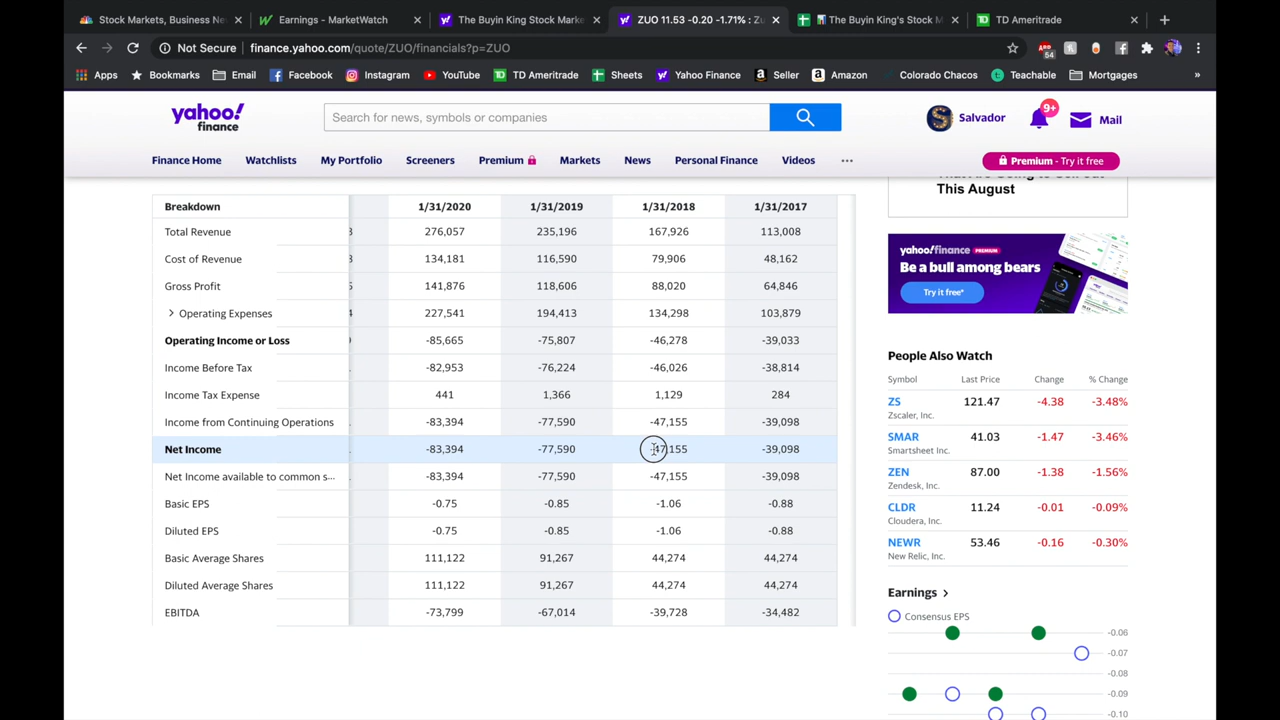 Stock Markets, Business Ne
Earnings - MarketWatch
The Buyin King Stock Marke
ZUO 11.53 -0.20 -1.71% : Zu
The Buyin King's Stock M
TD Ameritrade
Not Secure
finance.yahoo.com/quote/ZUO/financials?p=ZUO
54
Apps
Bookmarks
Email
Facebook
Instagram
YouTube
TD Ameritrade
Sheets
Yahoo Finance
Seller
Amazon
Colorado Chacos
Teachable
Mortgages
»
yahoo!
finance
Search for news, symbols or companies
Salvador
9+
Mail
Finance Home
Watchlists
My Portfolio
Screeners
Premium
Markets
News
Personal Finance
Videos
Premium - Try it free
This August
Breakdown 1/31/2020 1/31/2019 1/31/2018 1/31/2017
Total Revenue 276,057 235,196 167,926 113,008
Cost of Revenue 134,181 116,590 79,906 48,162
Gross Profit 141,876 118,606 88,020 64,846
Operating Expenses 227,541 194,413 134,298 103,879
Operating Income or Loss -85,665 -75,807 -46,278 -39,033
Income Before Tax -82,953 -76,224 -46,026 -38,814
Income Tax Expense 441 1,366 1,129 284
Income from Continuing Operations -83,394 -77,590 -47,155 -39,098
Net Income -83,394 -77,590 -47,155 -39,098
Net Income available to common s... -83,394 -77,590 -47,155 -39,098
Basic EPS -0.75 -0.85 -1.06 -0.88
Diluted EPS -0.75 -0.85 -1.06 -0.88
Basic Average Shares 111,122 91,267 44,274 44,274
Diluted Average Shares 111,122 91,267 44,274 44,274
EBITDA -73,799 -67,014 -39,728 -34,482
yahoo!finance PREMIUM
Be a bull among bears
Try it free*
People Also Watch
Symbol Last Price Change % Change
ZS 121.47 -4.38 -3.48%
Zscaler, Inc.
SMAR 41.03 -1.47 -3.46%
Smartsheet Inc.
ZEN 87.00 -1.38 -1.56%
Zendesk, Inc.
CLDR 11.24 -0.01 -0.09%
Cloudera, Inc.
NEWR 53.46 -0.16 -0.30%
New Relic, Inc.
Earnings
Consensus EPS
-0.06
-0.07
-0.08
-0.09
-0.10